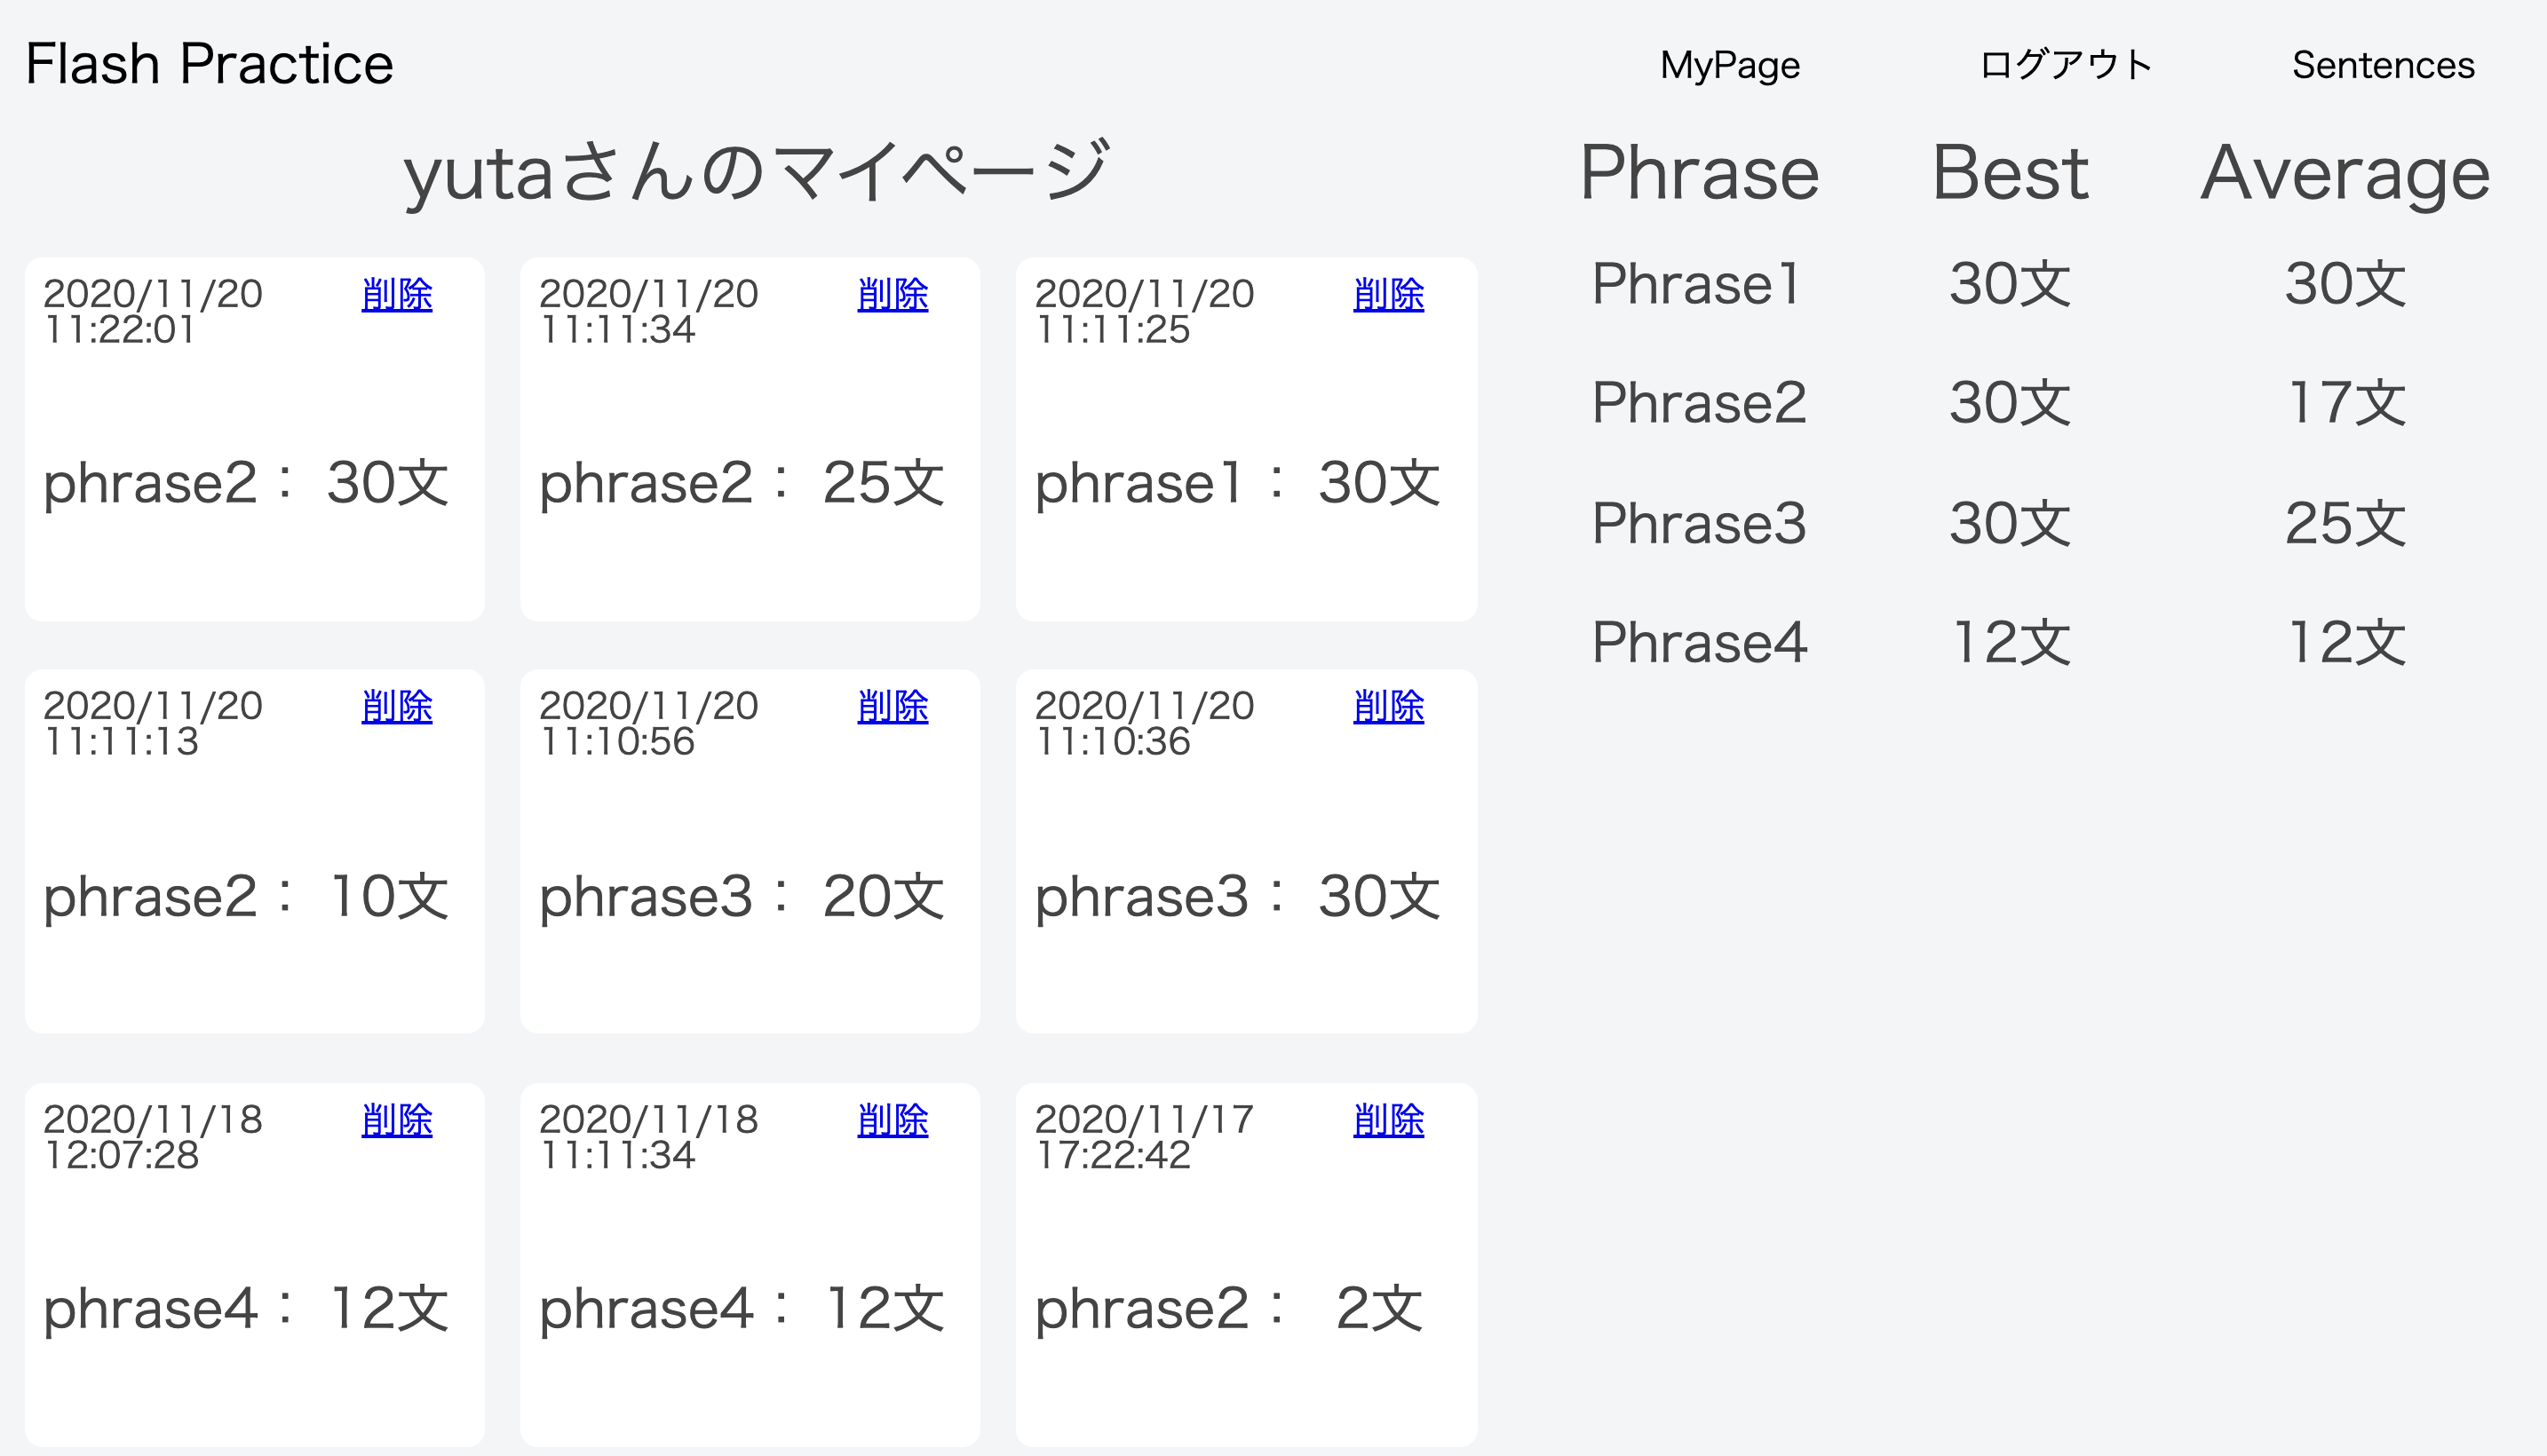 Flash Practice
MyPage
ログアウト
Sentences
yutaさんのマイページ
2020/11/20 削除
11:22:01
phrase2： 30文
2020/11/20 削除
11:11:34
phrase2： 25文
2020/11/20 削除
11:11:25
phrase1： 30文
2020/11/20 削除
11:11:13
phrase2： 10文
2020/11/20 削除
11:10:56
phrase3： 20文
2020/11/20 削除
11:10:36
phrase3： 30文
2020/11/18 削除
12:07:28
phrase4： 12文
2020/11/18 削除
11:11:34
phrase4： 12文
2020/11/17 削除
17:22:42
phrase2： 2文
Phrase Best Average
Phrase1 30文 30文
Phrase2 30文 17文
Phrase3 30文 25文
Phrase4 12文 12文